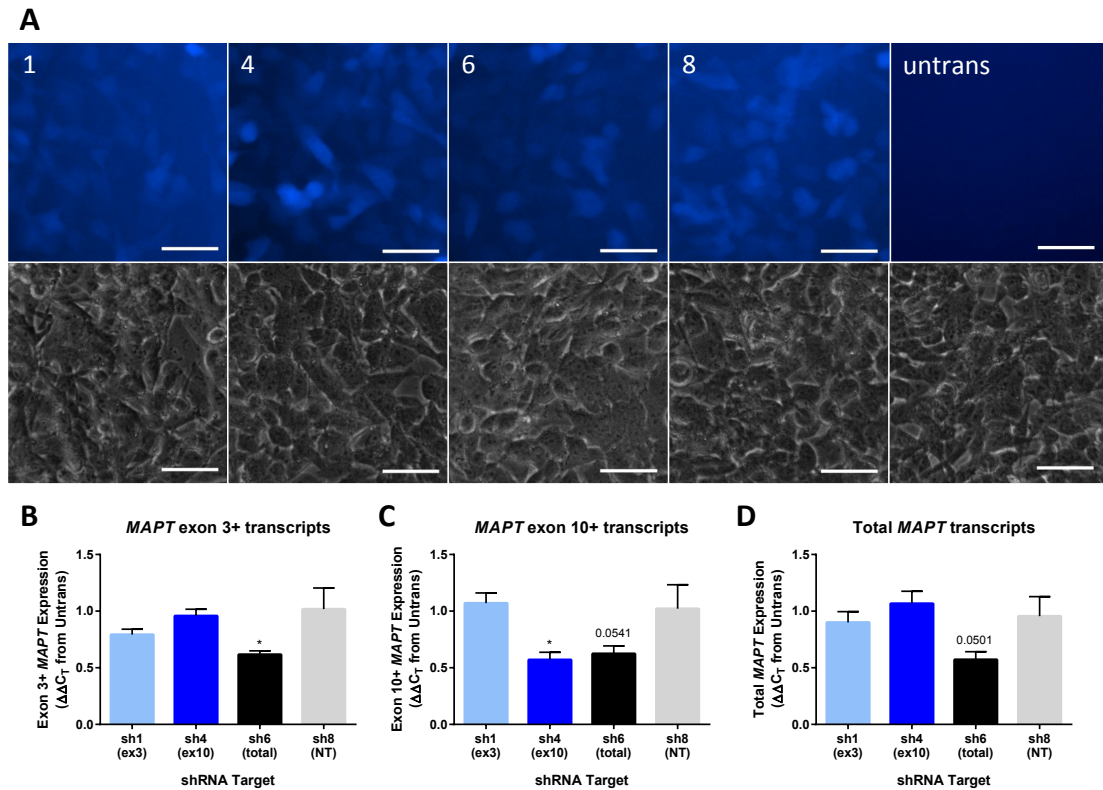 A
1 4 6 8 untrans
B C D
MAPT exon 3+ transcripts
Exon 3+ MAPT Expression
(ΔΔCT from Untrans)
1.5
1.0
0.5
0.0
*
sh1 sh4 sh6 sh8
(ex3) (ex10) (total) (NT)
shRNA Target
MAPT exon 10+ transcripts
Exon 10+ MAPT Expression
(ΔΔCT from Untrans)
1.5
1.0
0.5
0.0
* 0.0541
sh1 sh4 sh6 sh8
(ex3) (ex10) (total) (NT)
shRNA Target
Total MAPT transcripts
Total MAPT Expression
(ΔΔCT from Untrans)
1.5
1.0
0.5
0.0
0.0501
sh1 sh4 sh6 sh8
(ex3) (ex10) (total) (NT)
shRNA Target